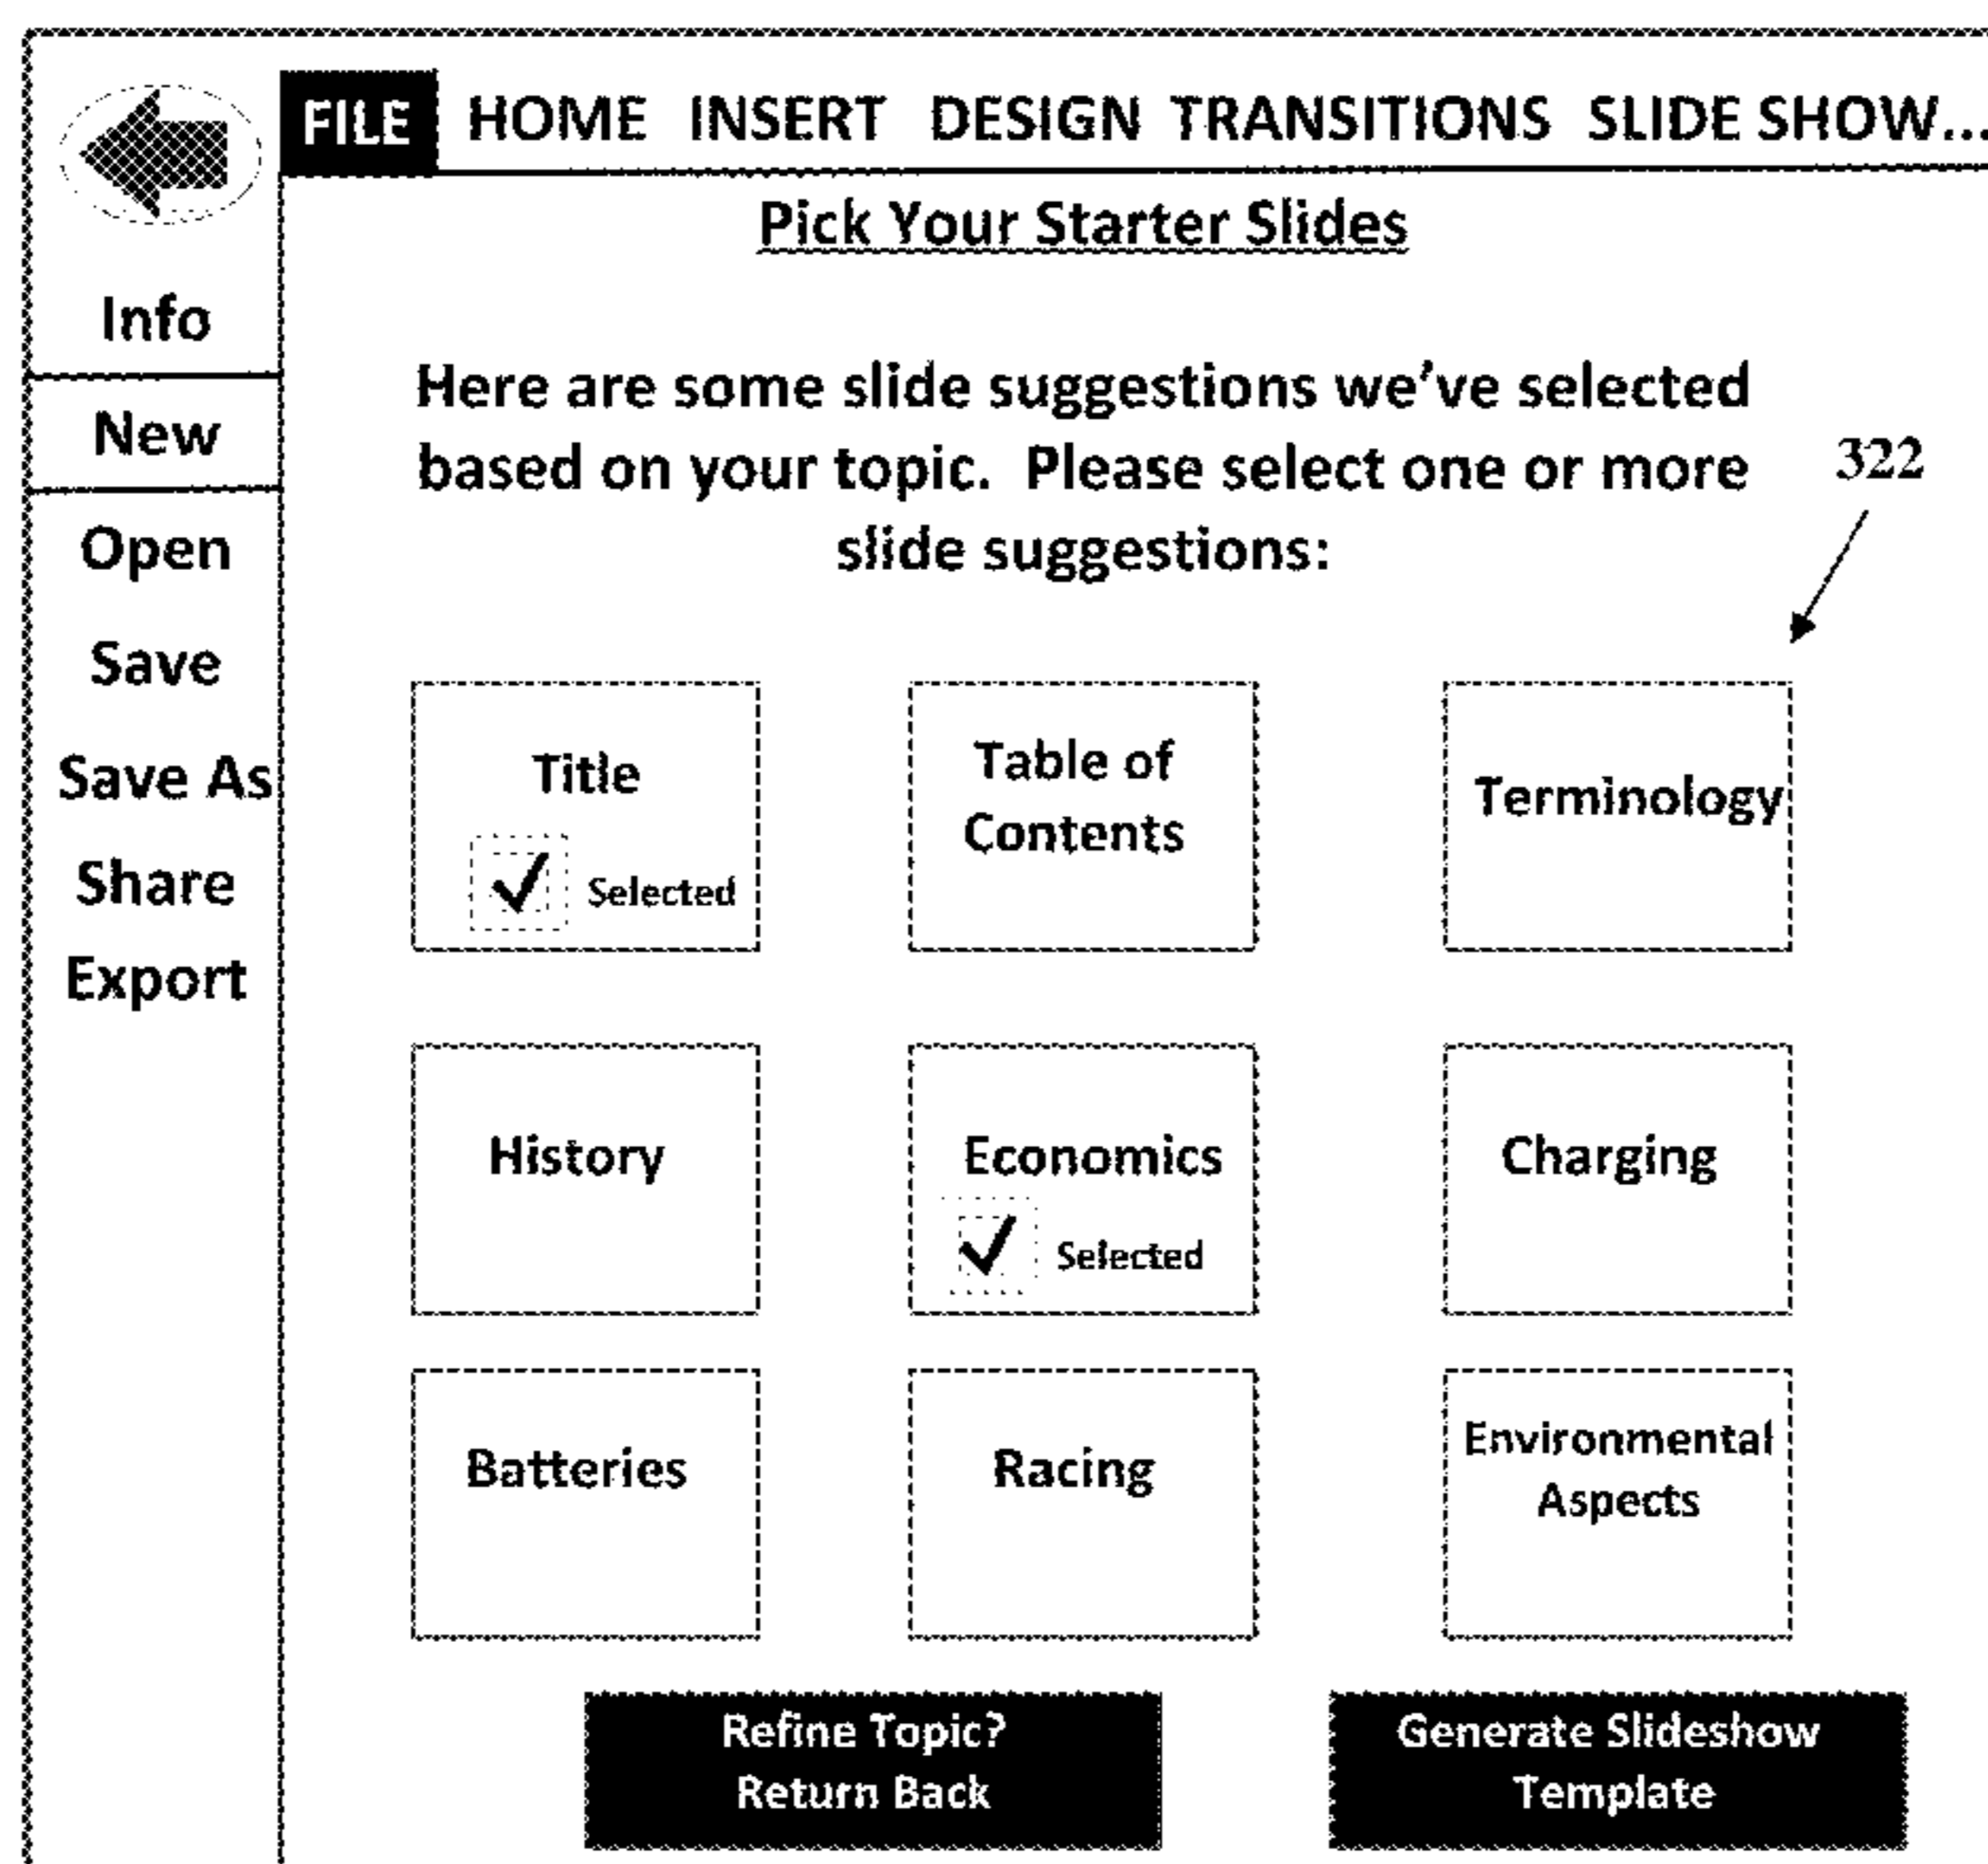 FILE HOME INSERT DESIGN TRANSITIONS SLIDE SHOW...
Pick Your Starter Slides
Info
New
Open
Save
Save As
Share
Export
Here are some slide suggestions we've selected
based on your topic. Please select one or more
slide suggestions:
322
Title
Selected
Table of
Contents
Terminology
History
Economics
Selected
Charging
Batteries
Racing
Environmental
Aspects
Refine Topic?
Return Back
Generate Slideshow
Template